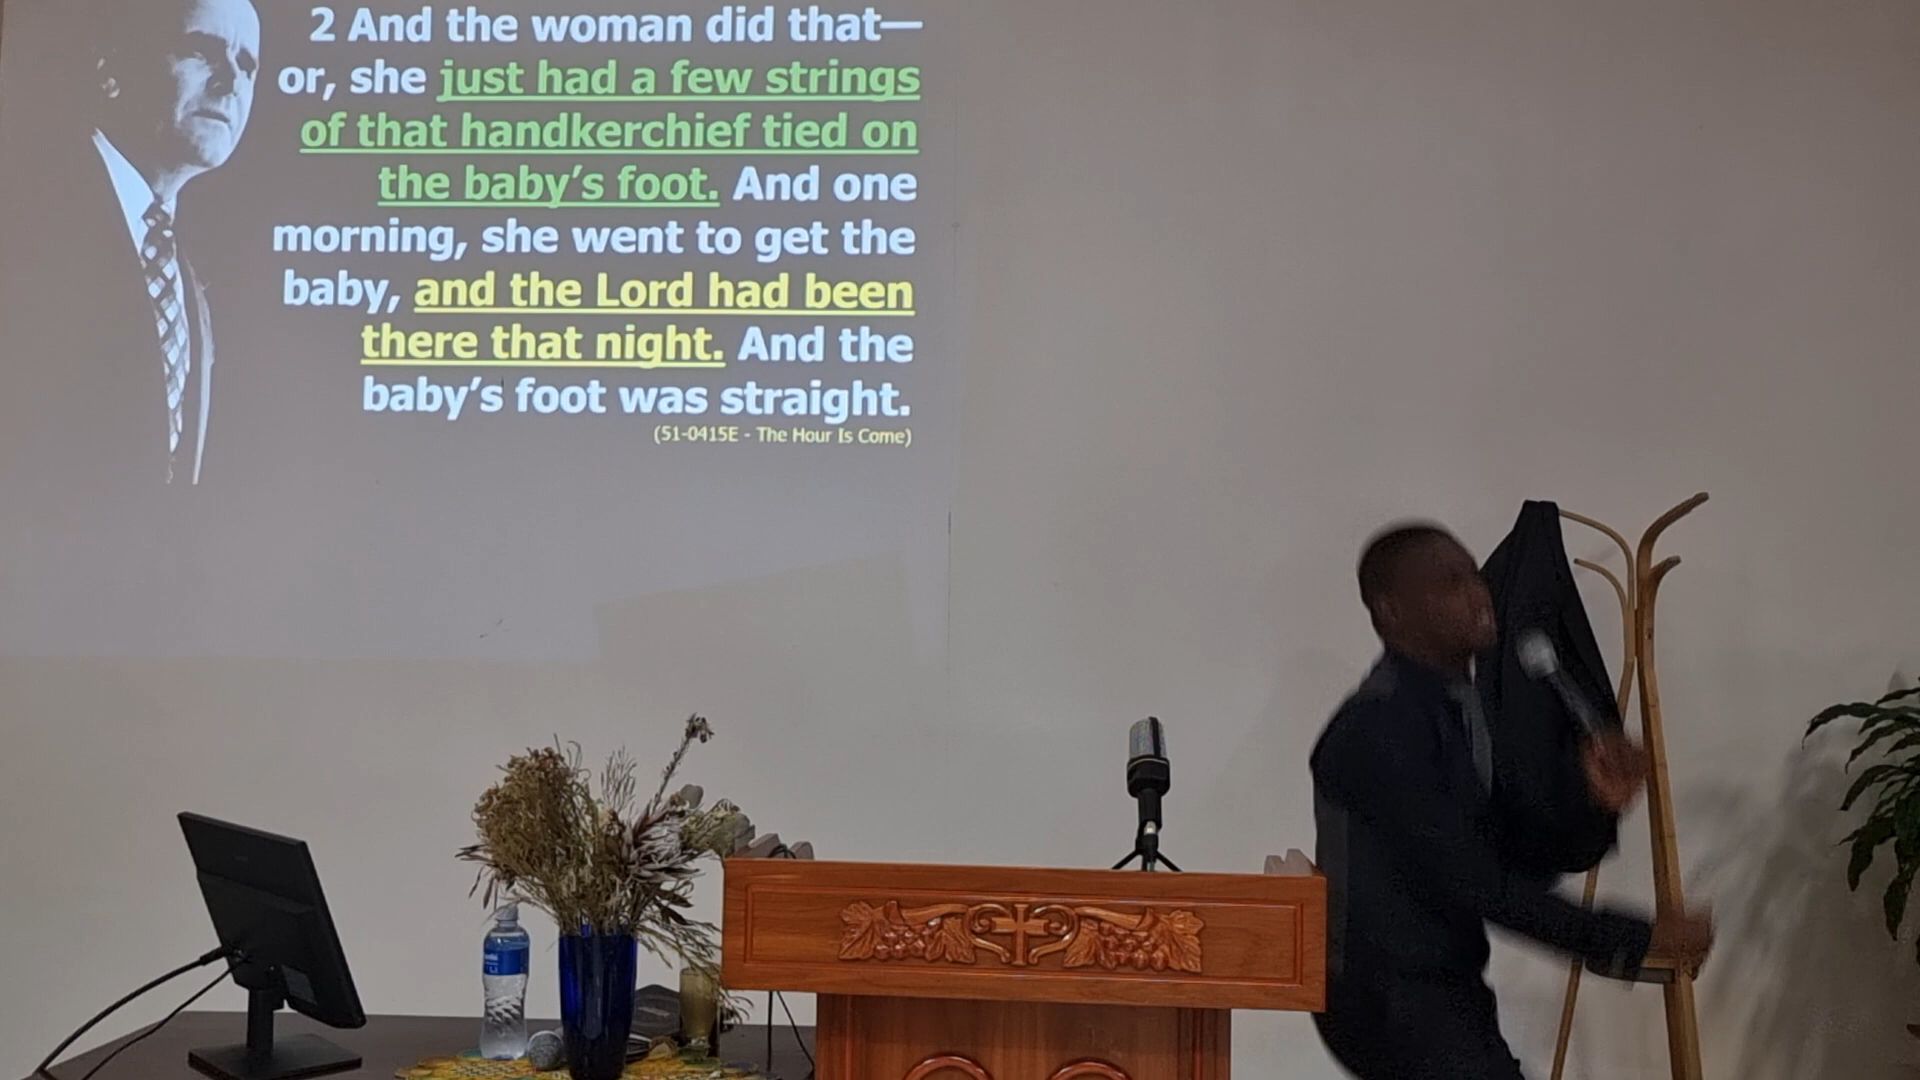 2 And the woman did that—
or, she just had a few strings
of that handkerchief tied on
the baby’s foot. And one
morning, she went to get the
baby, and the Lord had been
there that night. And the
baby’s foot was straight.
(51-0415E - The Hour Is Come)